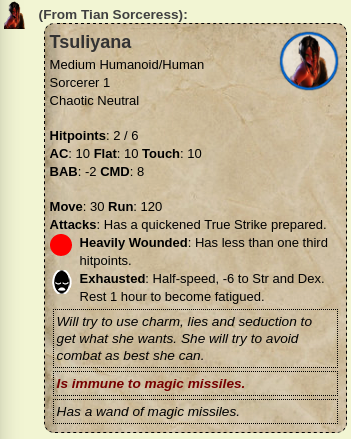 (From Tian Sorceress):
Tsuliyana
Medium Humanoid/Human
Sorcerer 1
Chaotic Neutral
Hitpoints: 2 / 6
AC: 10 Flat: 10 Touch: 10
BAB: -2 CMD: 8
Move: 30 Run: 120
Attacks: Has a quickened True Strike prepared.
Heavily Wounded: Has less than one third
hitpoints.
Exhausted: Half-speed, -6 to Str and Dex.
Rest 1 hour to become fatigued.
Will try to use charm, lies and seduction to
get what she wants. She will try to avoid
combat as best she can.
Is immune to magic missiles.
Has a wand of magic missiles.